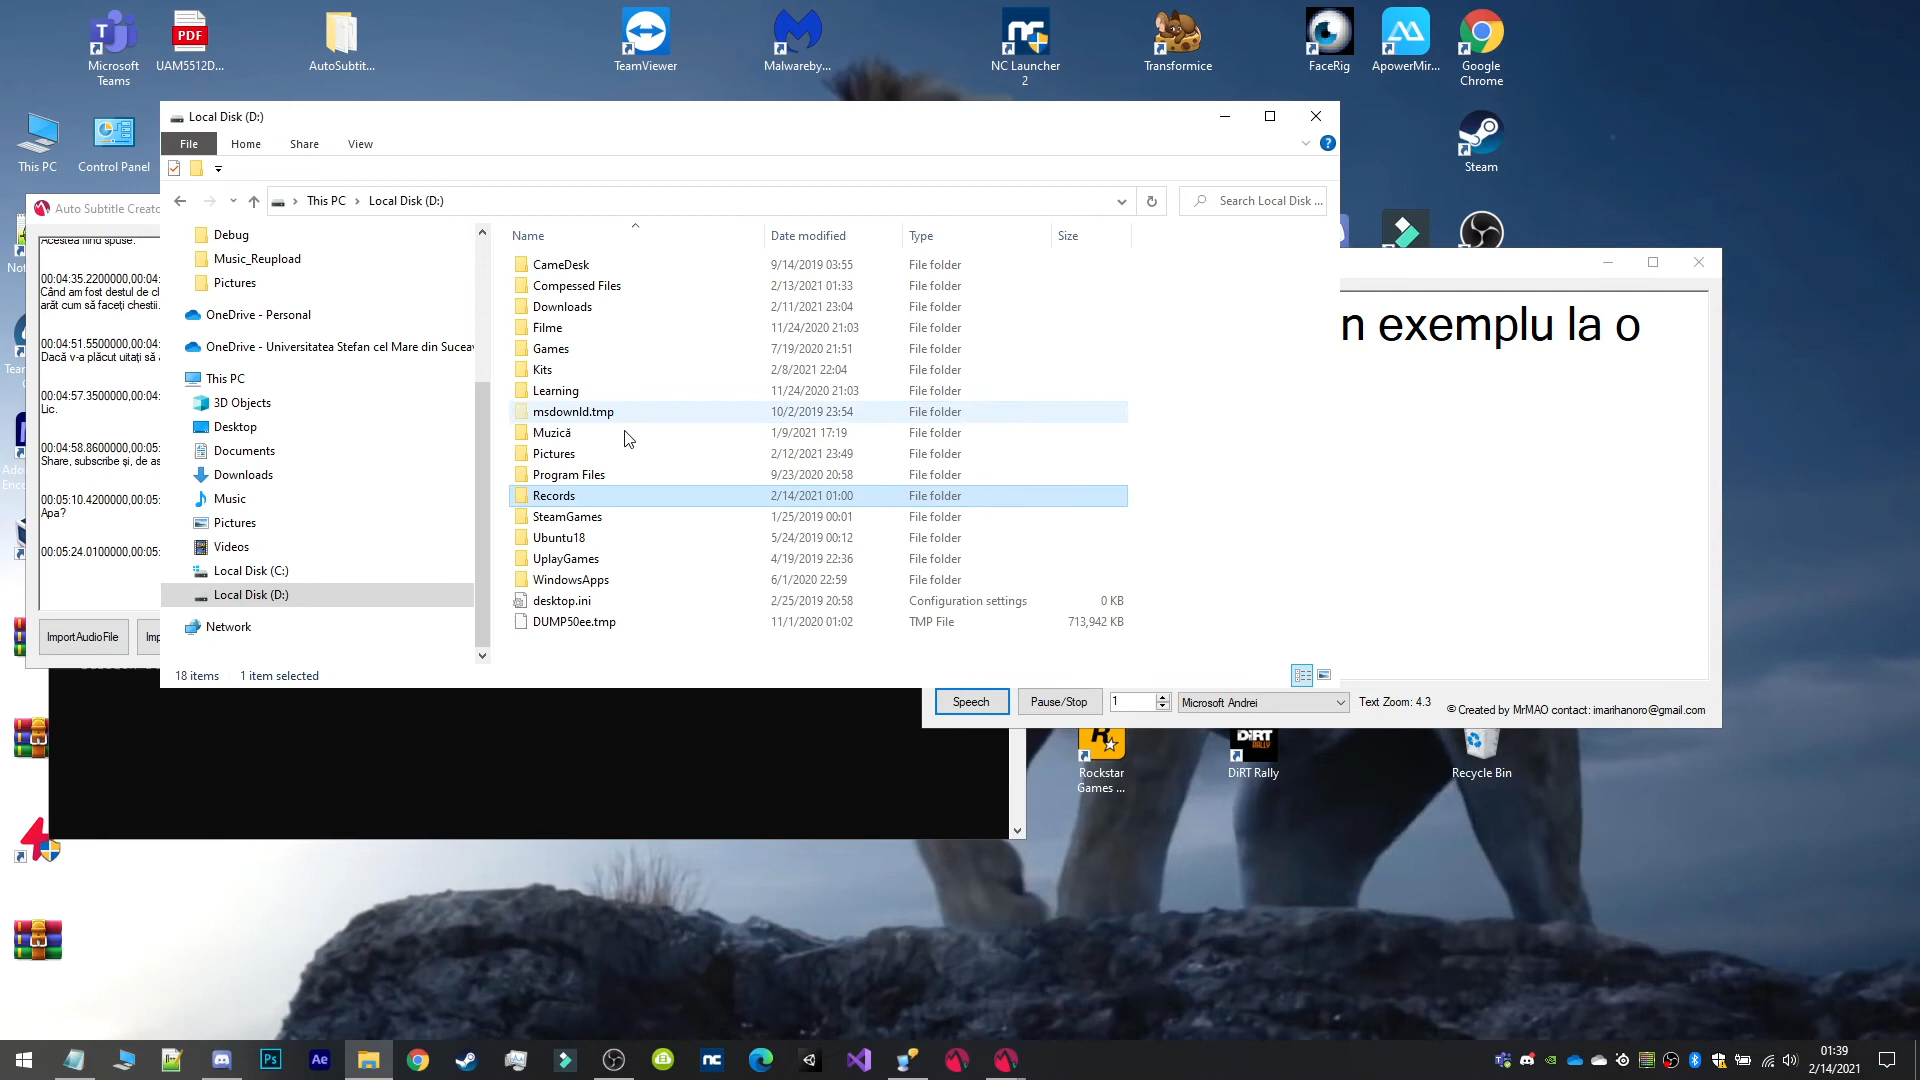 Microsoft
Teams
PDF
UAM5512D...
AutoSubtit...
TeamViewer
Malwareby...
NC Launcher
2
Transformice
FaceRig
ApowerMir...
Google
Chrome
This PC
Control Panel
Steam
Local Disk (D:)
File
Home
Share
View
This PC
Local Disk (D:)
Search Local Disk ...
Auto Subtitle Creato
Acestea fiind spuse.
00:04:35.2200000,00:04:
Când am fost destul de cl
arăt cum să faceți chestii.
00:04:51.5500000,00:04:
Dacă v-a plăcut uitați să a
00:04:57.3500000,00:04:
Lic.
00:04:58.8600000,00:05:
Share, subscribe și, de as
00:05:10.4200000,00:05:
Apa?
00:05:24.0100000,00:05:
ImportAudioFile
Imp
Debug
Music_Reupload
Pictures
OneDrive - Personal
OneDrive - Universitatea Stefan cel Mare din Suceav
This PC
3D Objects
Desktop
Documents
Downloads
Music
Pictures
Videos
Local Disk (C:)
Local Disk (D:)
Network
Name Date modified Type Size
CameDesk 9/14/2019 03:55 File folder
Compessed Files 2/13/2021 01:33 File folder
Downloads 2/11/2021 23:04 File folder
Filme 11/24/2020 21:03 File folder
Games 7/19/2020 21:51 File folder
Kits 2/8/2021 22:04 File folder
Learning 11/24/2020 21:03 File folder
msdownld.tmp 10/2/2019 23:54 File folder
Muzică 1/9/2021 17:19 File folder
Pictures 2/12/2021 23:49 File folder
Program Files 9/23/2020 20:58 File folder
Records 2/14/2021 01:00 File folder
SteamGames 1/25/2019 00:01 File folder
Ubuntu18 5/24/2019 00:12 File folder
UplayGames 4/19/2019 22:36 File folder
WindowsApps 6/1/2020 22:59 File folder
desktop.ini 2/25/2019 20:58 Configuration settings 0 KB
DUMP50ee.tmp 11/1/2020 01:02 TMP File 713,942 KB
18 items 1 item selected
n exemplu la o
Speech
Pause/Stop
1
Microsoft Andrei
Text Zoom: 4.3
© Created by MrMAO contact: imarihanoro@gmail.com
Rockstar
Games ...
DiRT
RALLY
DiRT Rally
Recycle Bin
Ps
Ae
nc
01:39
2/14/2021